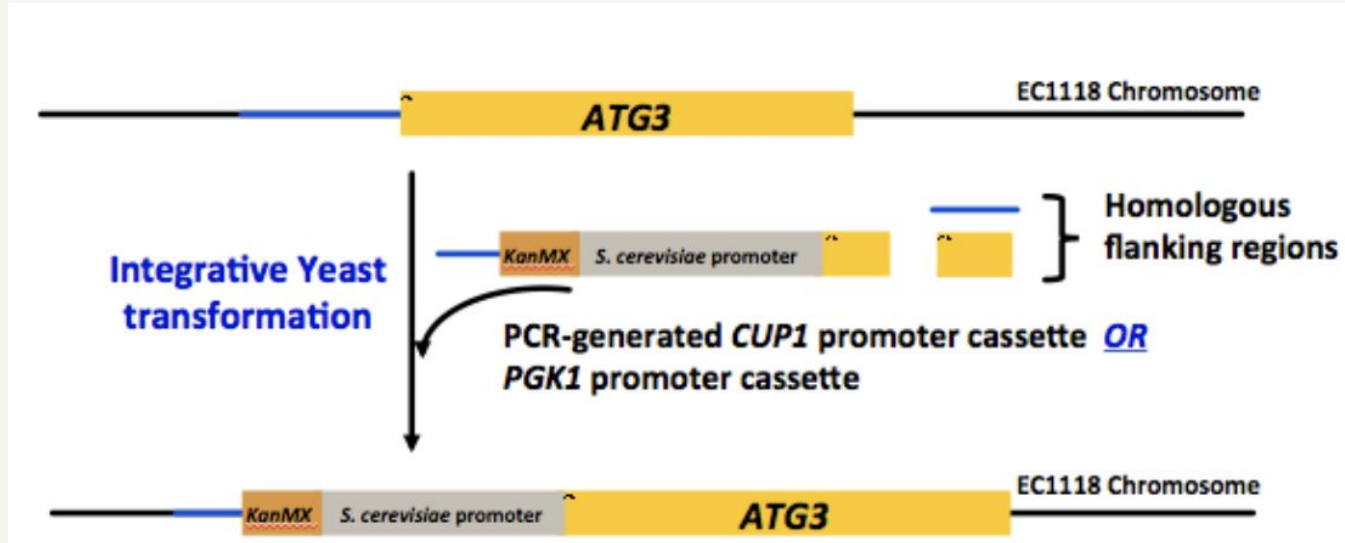 EC1118 Chromosome
ATG3
Homologous
flanking regions
KanMX
S. cerevisiae promoter
Integrative Yeast
transformation
PCR-generated CUP1 promoter cassette OR
PGK1 promoter cassette
EC1118 Chromosome
KanMX
S. cerevisiae promoter
ATG3